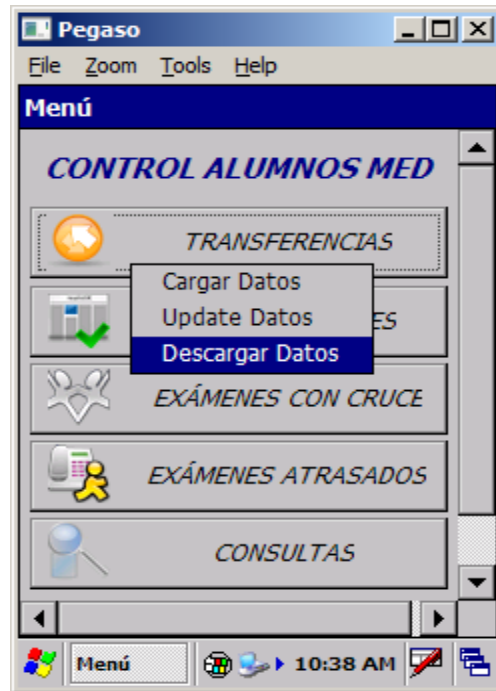 Pegaso
File Zoom Tools Help
Menú
CONTROL ALUMNOS MED
TRANSFERENCIAS
Cargar Datos
Update Datos
ES
Descargar Datos
EXÁMENES CON CRUCE
EXÁMENES ATRASADOS
CONSULTAS
Menú 10:38 AM